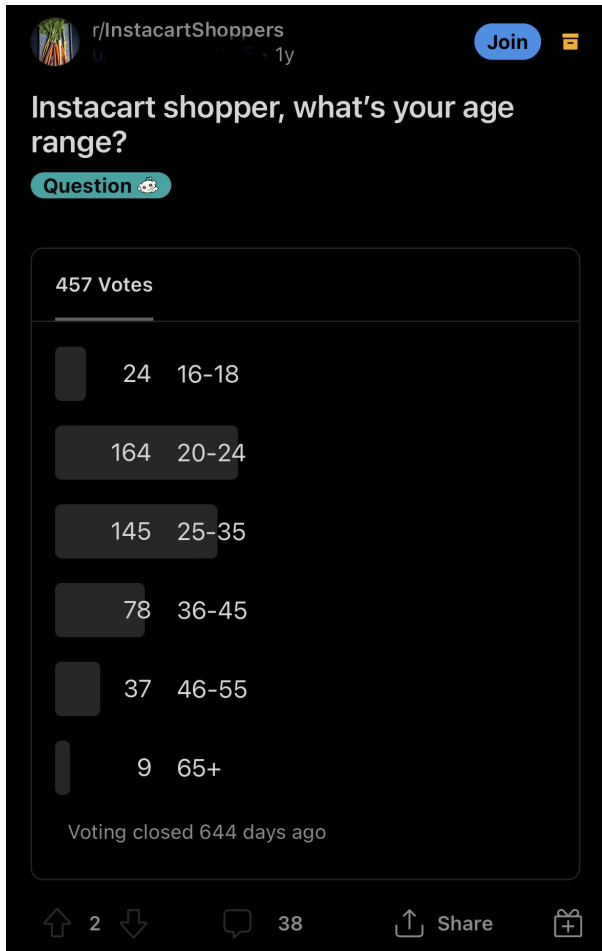 r/InstacartShoppers
u/ · 1y
Join
Instacart shopper, what's your age
range?
Question
457 Votes
24 16-18
164 20-24
145 25-35
78 36-45
37 46-55
9 65+
Voting closed 644 days ago
2
38
Share